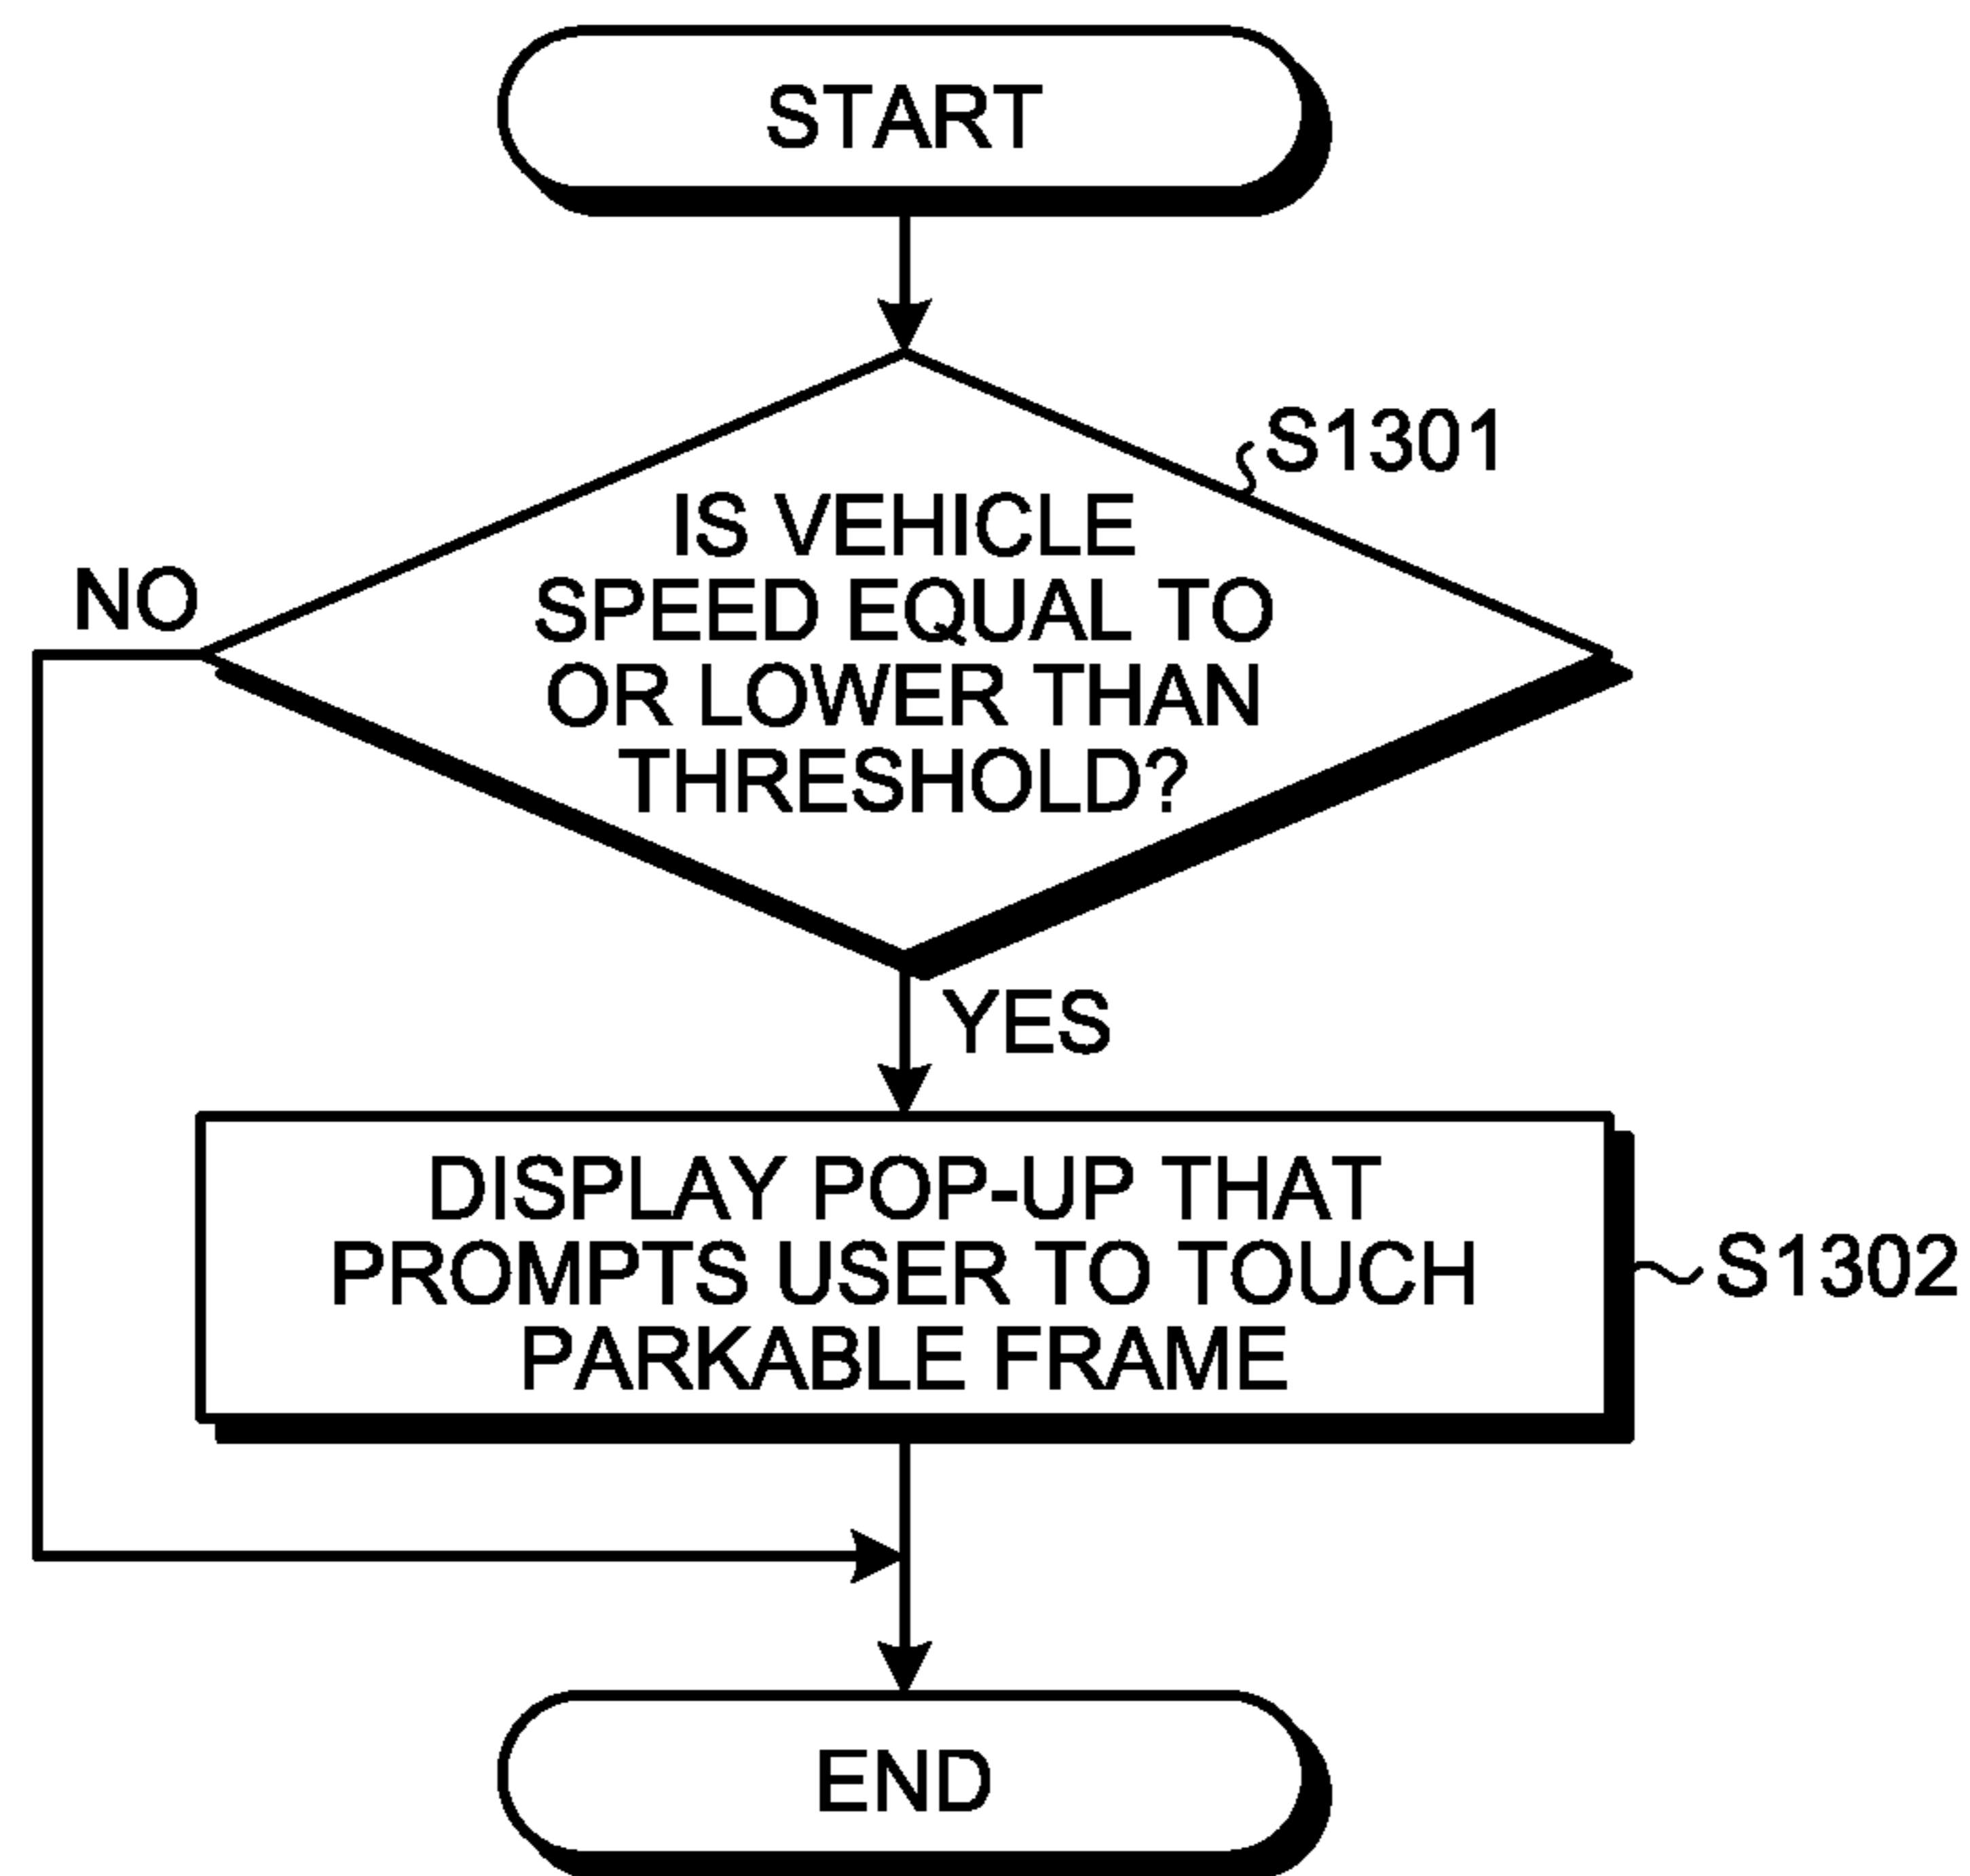 START
S1301
IS VEHICLE
SPEED EQUAL TO
OR LOWER THAN
THRESHOLD?
NO
YES
DISPLAY POP-UP THAT
PROMPTS USER TO TOUCH
PARKABLE FRAME
S1302
END